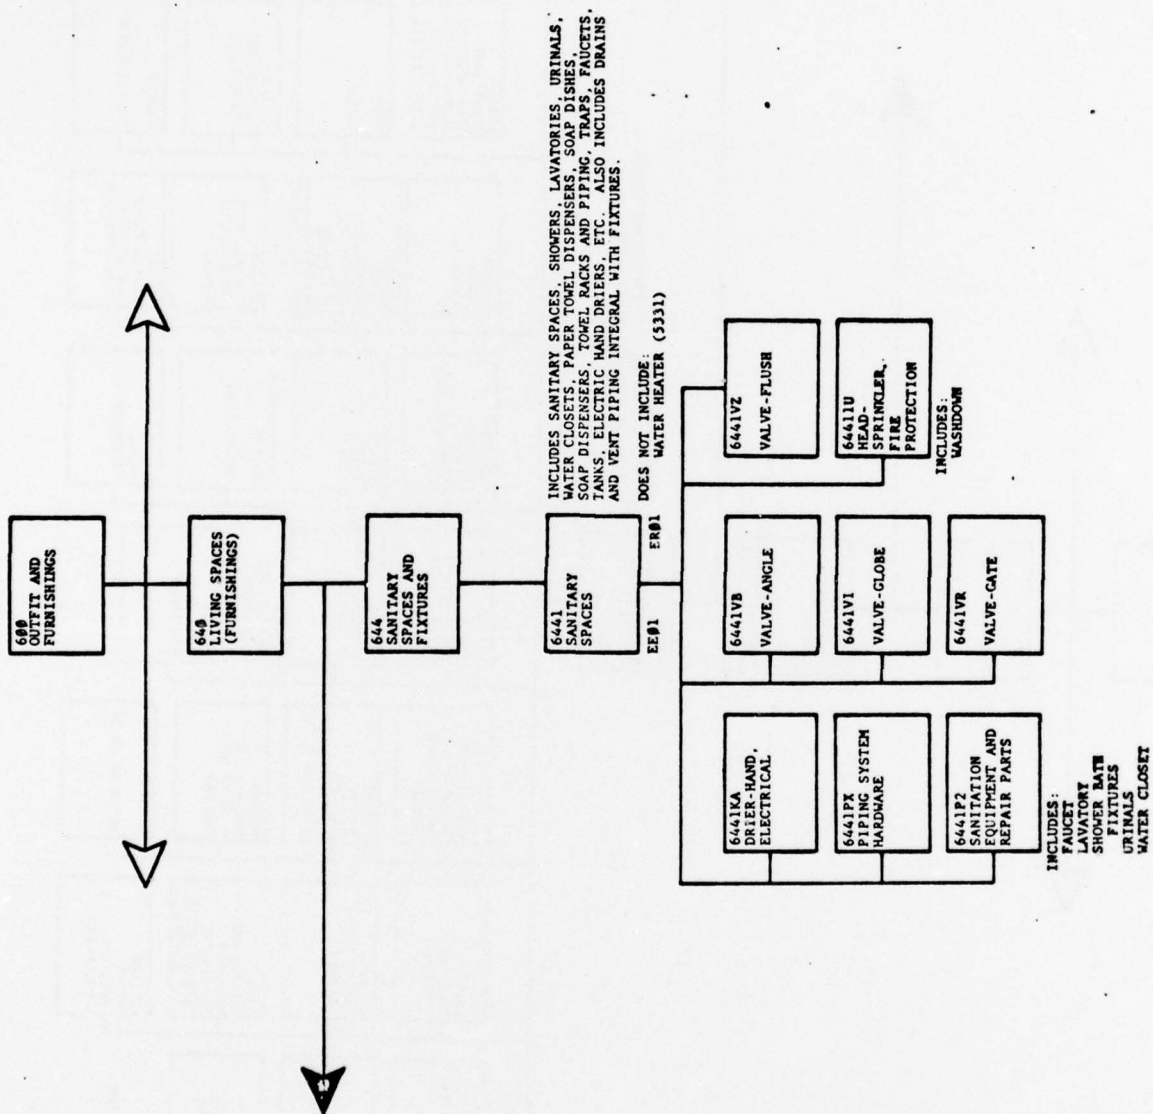 600
OUTFIT AND
FURNISHINGS
640
LIVING SPACES
(FURNISHINGS)
644
SANITARY
SPACES AND
FIXTURES
6441
SANITARY
SPACES
INCLUDES SANITARY SPACES, SHOWERS, LAVATORIES, URINALS,
WATER CLOSETS, PAPER TOWEL DISPENSERS, SOAP DISHES,
SOAP DISPENSERS, TOWEL RACKS AND PIPING, TRAPS, FAUCETS,
TANKS, ELECTRIC HAND DRIERS, ETC. ALSO INCLUDES DRAINS
AND VENT PIPING INTEGRAL WITH FIXTURES.
DOES NOT INCLUDE:
WATER HEATER (5331)
EE01
ER01
6441KA
DRIER-HAND,
ELECTRICAL
6441PX
PIPING SYSTEM
HARDWARE
6441P2
SANITATION
EQUIPMENT AND
REPAIR PARTS
INCLUDES:
FAUCET
LAVATORY
SHOWER BATH
FIXTURES
URINALS
WATER CLOSET
6441VB
VALVE-ANGLE
6441V1
VALVE-GLOBE
6441VR
VALVE-GATE
6441VZ
VALVE-FLUSH
64411U
HEAD-
SPRINKLER,
FIRE
PROTECTION
INCLUDES:
WASHDOWN